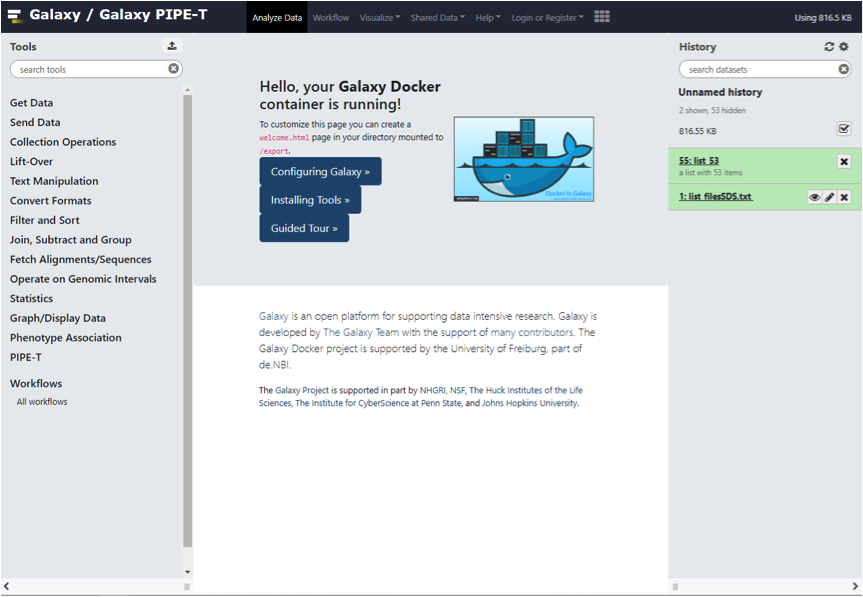 Galaxy / Galaxy PIPE-T
Analyze Data Workflow Visualize Shared Data Help Login or Register Using 816.5 KB
Tools
search tools
Get Data
Send Data
Collection Operations
Lift-Over
Text Manipulation
Convert Formats
Filter and Sort
Join, Subtract and Group
Fetch Alignments/Sequences
Operate on Genomic Intervals
Statistics
Graph/Display Data
Phenotype Association
PIPE-T
Workflows
All workflows
Hello, your Galaxy Docker
container is running!
To customize this page you can create a
welcome.html page in your directory mounted to
/export.
Configuring Galaxy »
Installing Tools »
Guided Tour »
Docker in Galaxy
Galaxy is an open platform for supporting data intensive research. Galaxy is
developed by The Galaxy Team with the support of many contributors. The
Galaxy Docker project is supported by the University of Freiburg, part of
de.NBI.
The Galaxy Project is supported in part by NHGRI, NSF, The Huck Institutes of the Life
Sciences, The Institute for CyberScience at Penn State, and Johns Hopkins University.
History
search datasets
Unnamed history
2 shown, 53 hidden
816.55 KB
55: list 53
a list with 53 items
1: list_filesSDS.txt